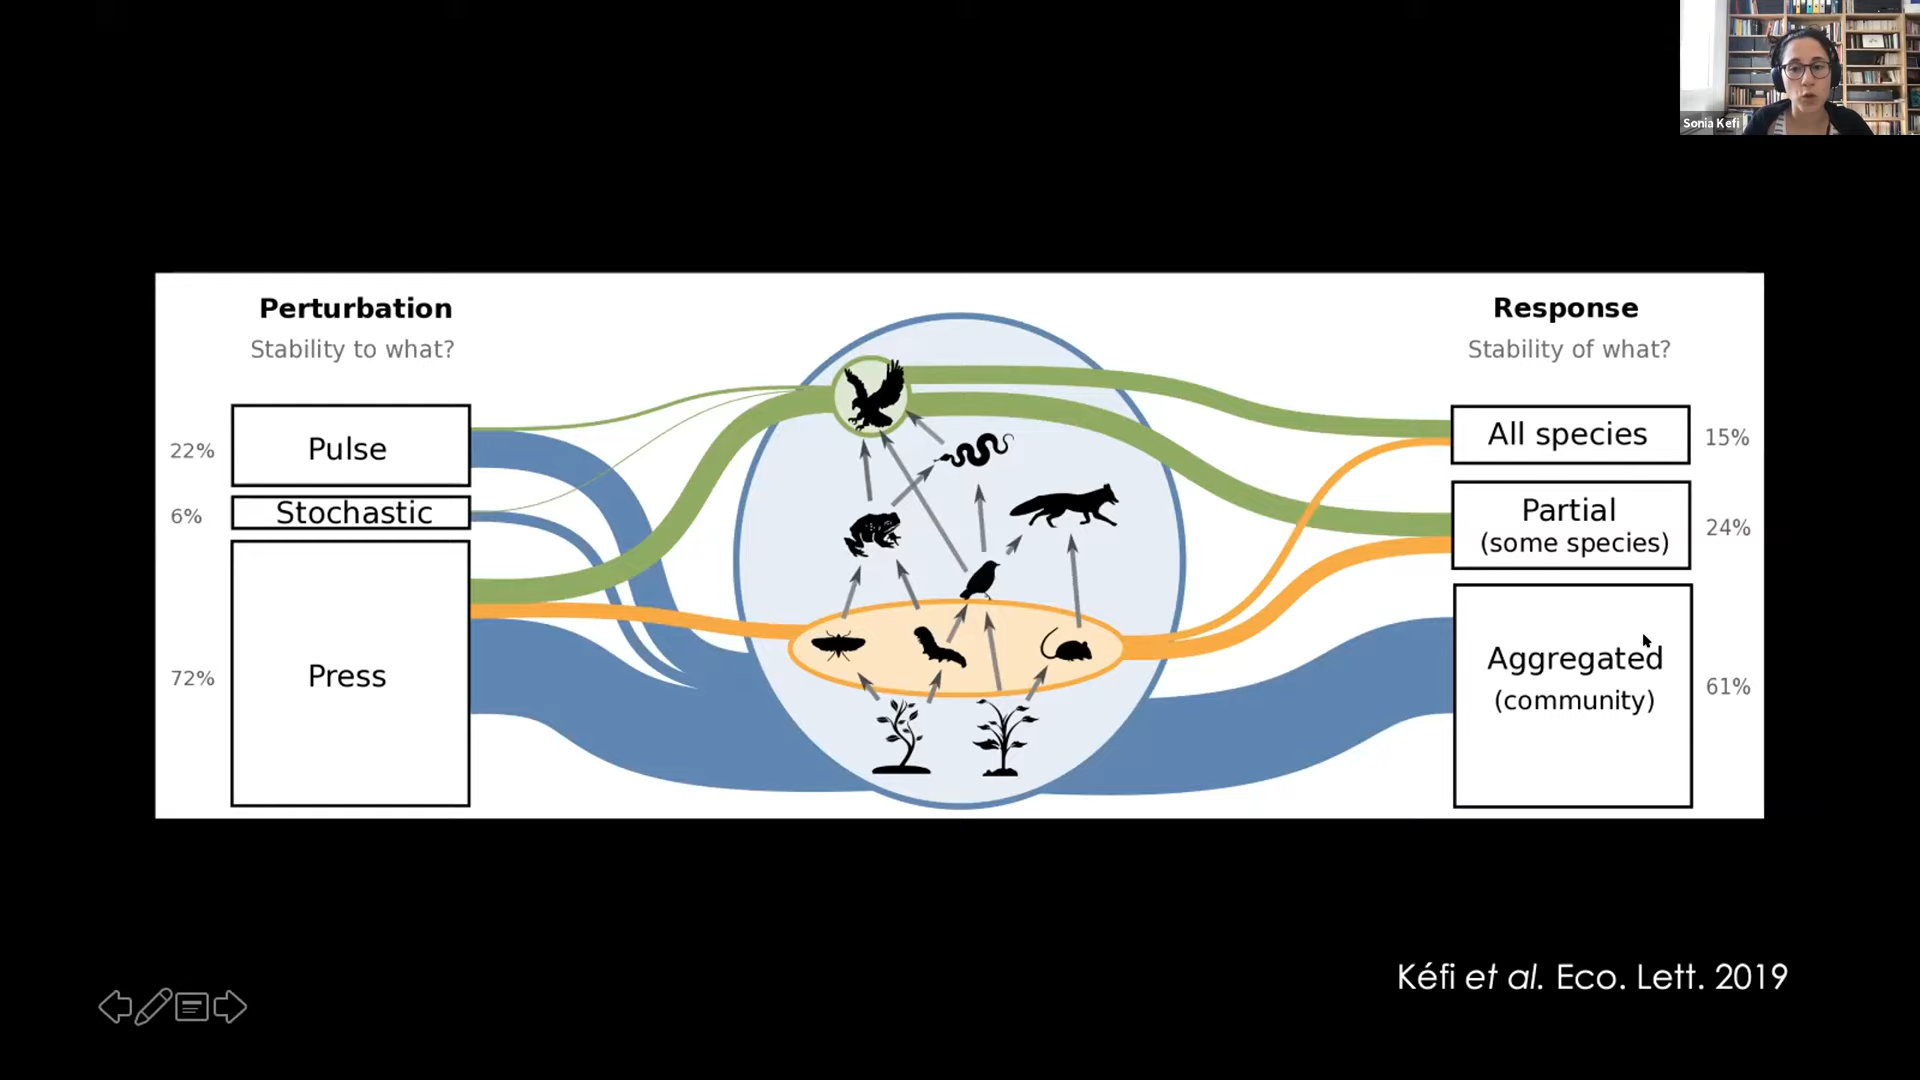 Sonia Kefi
Perturbation
Stability to what?
Response
Stability of what?
22%
Pulse
6%
Stochastic
72%
Press
All species
15%
Partial
(some species)
24%
Aggregated
(community)
61%
Kéfi et al. Eco. Lett. 2019